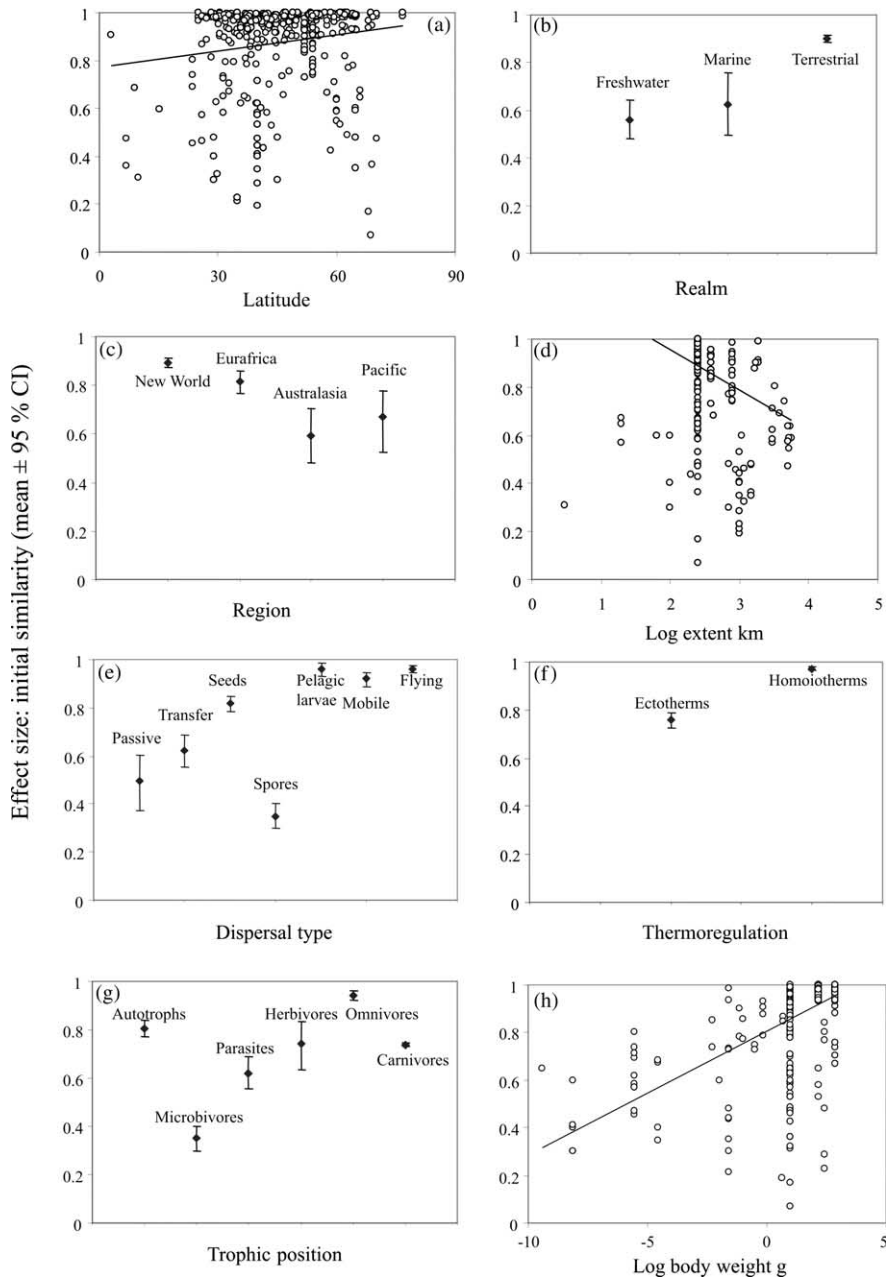 Effect size: initial similarity (mean ± 95 % CI)
(a)
1
0.8
0.6
0.4
0.2
0
0 30 60 90
Latitude
(b)
1
0.8
0.6
0.4
0.2
0
Freshwater
Marine
Terrestrial
Realm
(c)
1
0.8
0.6
0.4
0.2
0
New World
Eurafrica
Australasia
Pacific
Region
(d)
1
0.8
0.6
0.4
0.2
0
0 1 2 3 4 5
Log extent km
(e)
1
0.8
0.6
0.4
0.2
0
Passive
Transfer
Seeds
Spores
Pelagic
larvae
Mobile
Flying
Dispersal type
(f)
1
0.8
0.6
0.4
0.2
0
Ectotherms
Homoiotherms
Thermoregulation
(g)
1
0.8
0.6
0.4
0.2
0
Autotrophs
Microbivores
Parasites
Herbivores
Omnivores
Carnivores
Trophic position
(h)
1
0.8
0.6
0.4
0.2
0
-10 -5 0 5
Log body weight g